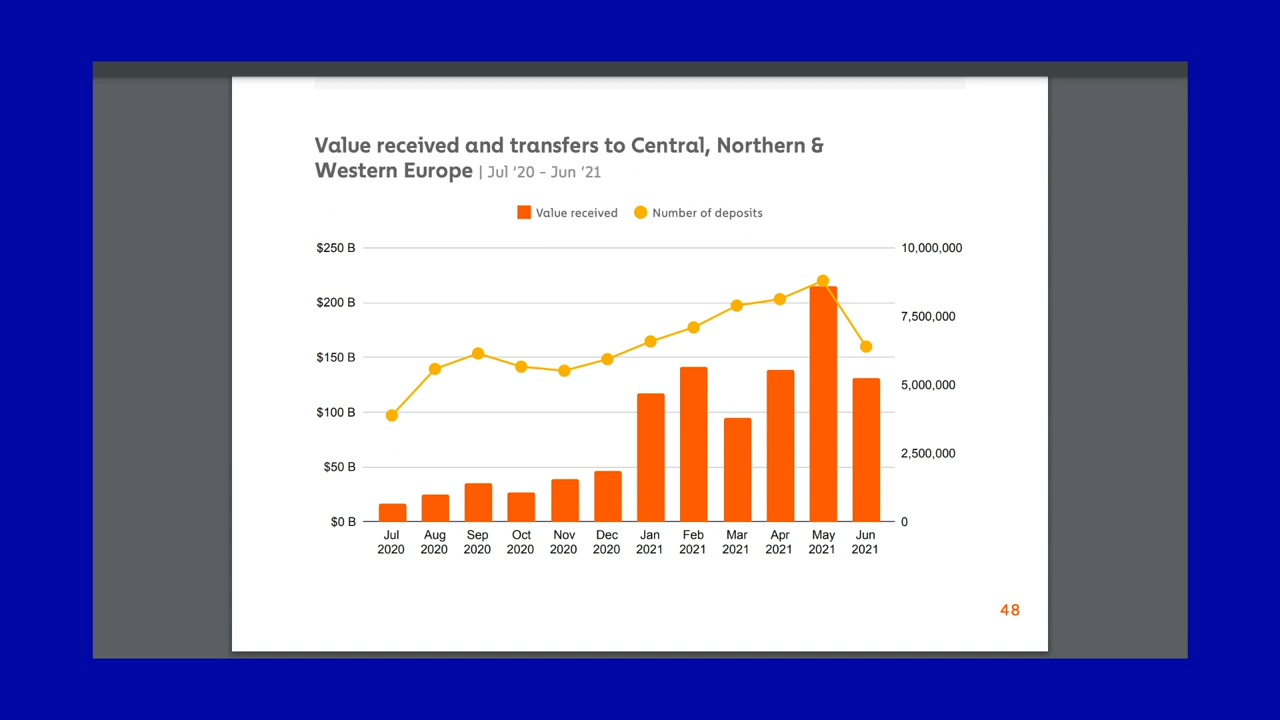 Value received and transfers to Central, Northern &
Western Europe | Jul ’20 - Jun ’21
Value received
Number of deposits
$250 B
$200 B
$150 B
$100 B
$50 B
$0 B
10,000,000
7,500,000
5,000,000
2,500,000
0
Jul
2020
Aug
2020
Sep
2020
Oct
2020
Nov
2020
Dec
2020
Jan
2021
Feb
2021
Mar
2021
Apr
2021
May
2021
Jun
2021
48